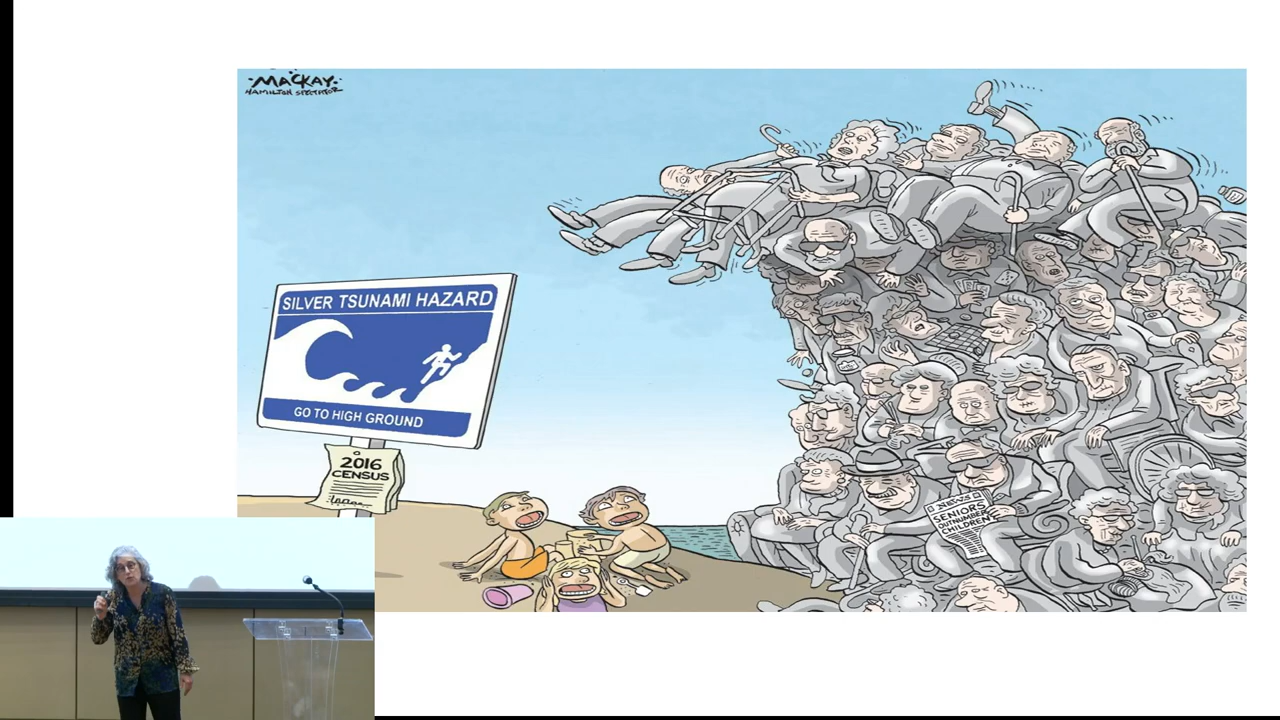 MACKAY
HAMILTON SPECTATOR
SILVER TSUNAMI HAZARD
GO TO HIGH GROUND
2016
CENSUS
NEWS
SENIORS
OUTNUMBER
CHILDREN